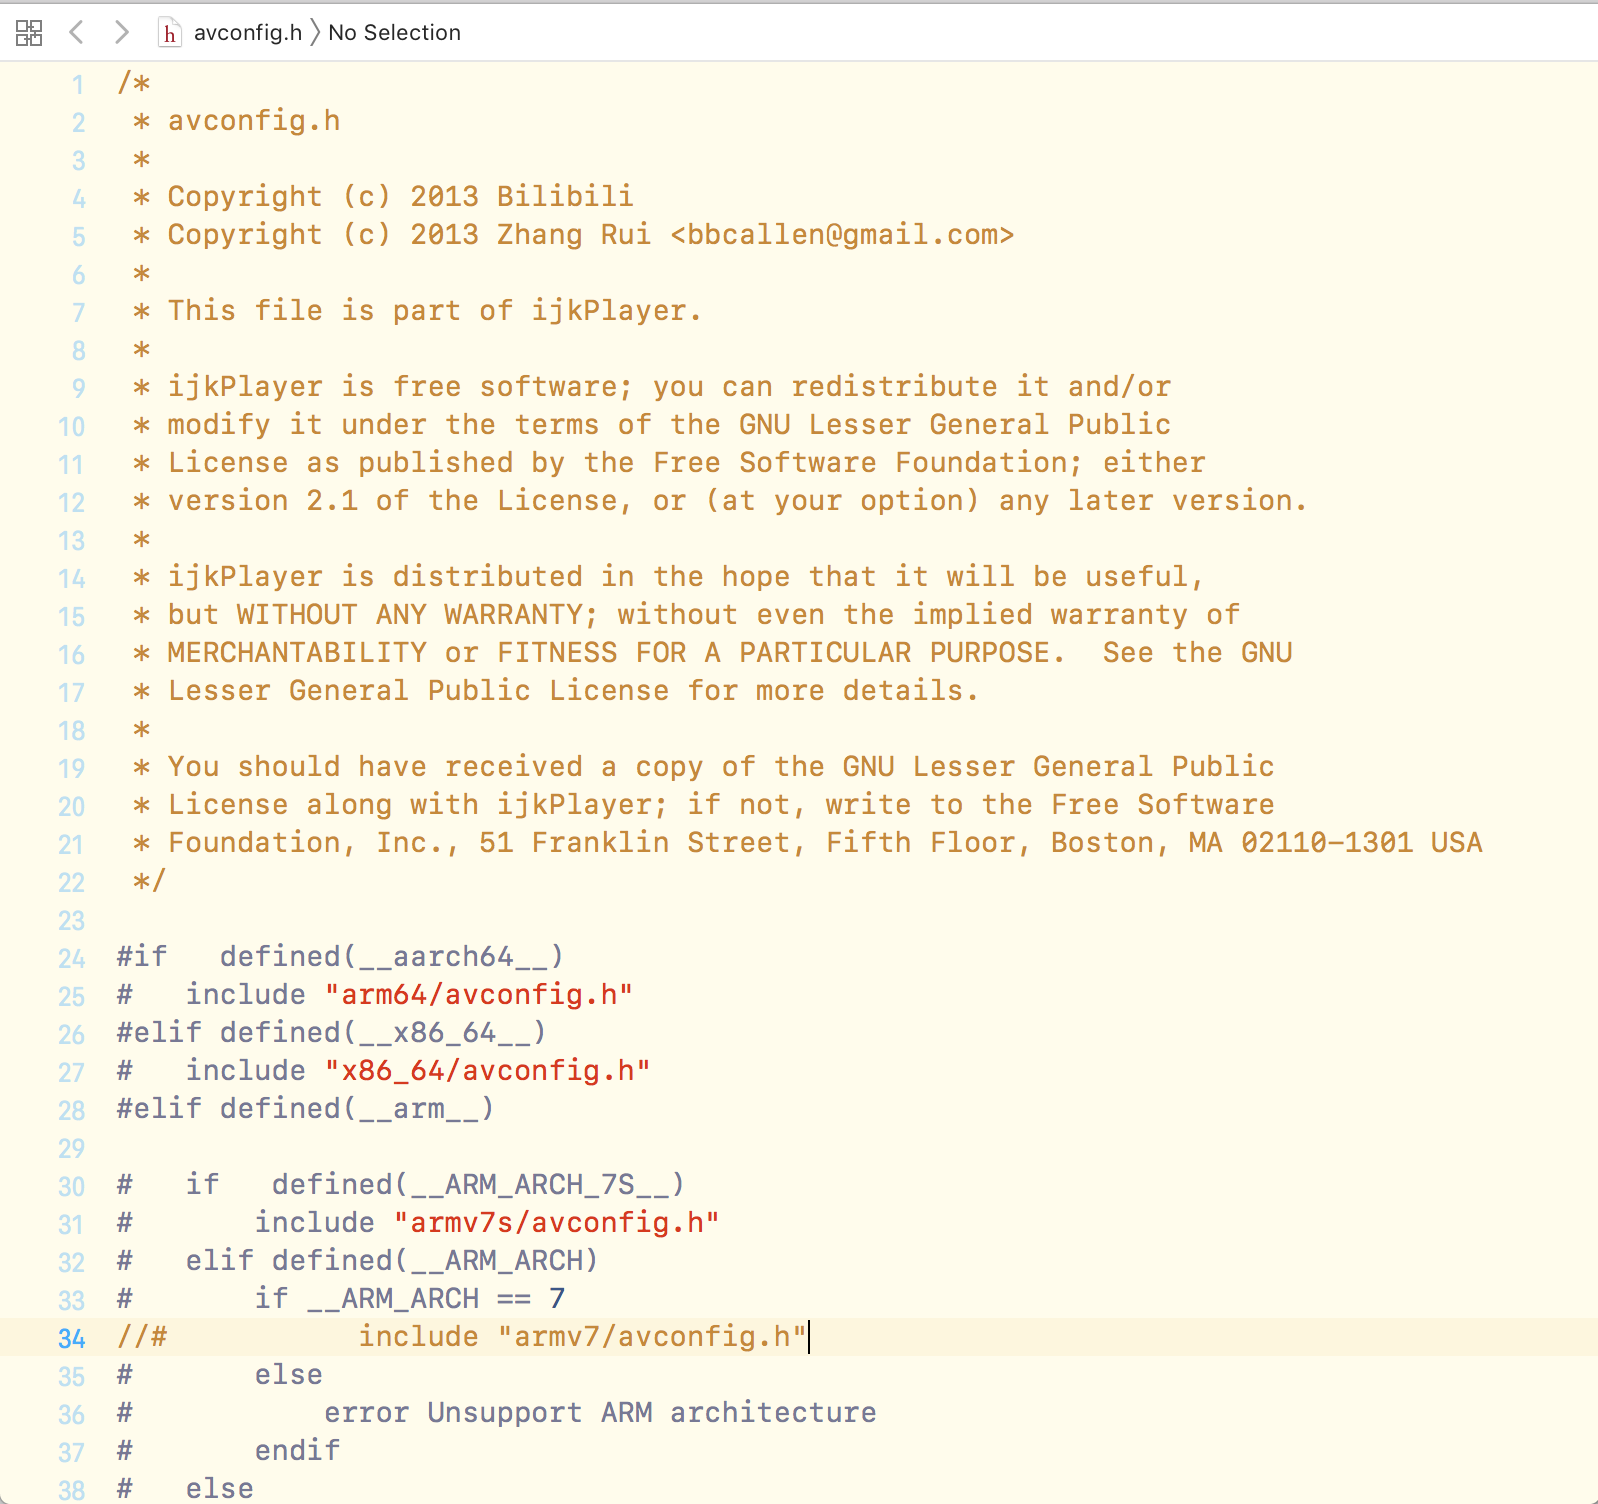 h avconfig.h 〉 No Selection
1 /*
2  * avconfig.h
3  *
4  * Copyright (c) 2013 Bilibili
5  * Copyright (c) 2013 Zhang Rui <bbcallen@gmail.com>
6  *
7  * This file is part of ijkPlayer.
8  *
9  * ijkPlayer is free software; you can redistribute it and/or
10  * modify it under the terms of the GNU Lesser General Public
11  * License as published by the Free Software Foundation; either
12  * version 2.1 of the License, or (at your option) any later version.
13  *
14  * ijkPlayer is distributed in the hope that it will be useful,
15  * but WITHOUT ANY WARRANTY; without even the implied warranty of
16  * MERCHANTABILITY or FITNESS FOR A PARTICULAR PURPOSE.  See the GNU
17  * Lesser General Public License for more details.
18  *
19  * You should have received a copy of the GNU Lesser General Public
20  * License along with ijkPlayer; if not, write to the Free Software
21  * Foundation, Inc., 51 Franklin Street, Fifth Floor, Boston, MA 02110-1301 USA
22  */
23
24 #if   defined(__aarch64__)
25 #   include "arm64/avconfig.h"
26 #elif defined(__x86_64__)
27 #   include "x86_64/avconfig.h"
28 #elif defined(__arm__)
29
30 #   if   defined(__ARM_ARCH_7S__)
31 #       include "armv7s/avconfig.h"
32 #   elif defined(__ARM_ARCH)
33 #       if __ARM_ARCH == 7
34 //#           include "armv7/avconfig.h"
35 #       else
36 #           error Unsupport ARM architecture
37 #       endif
38 #   else